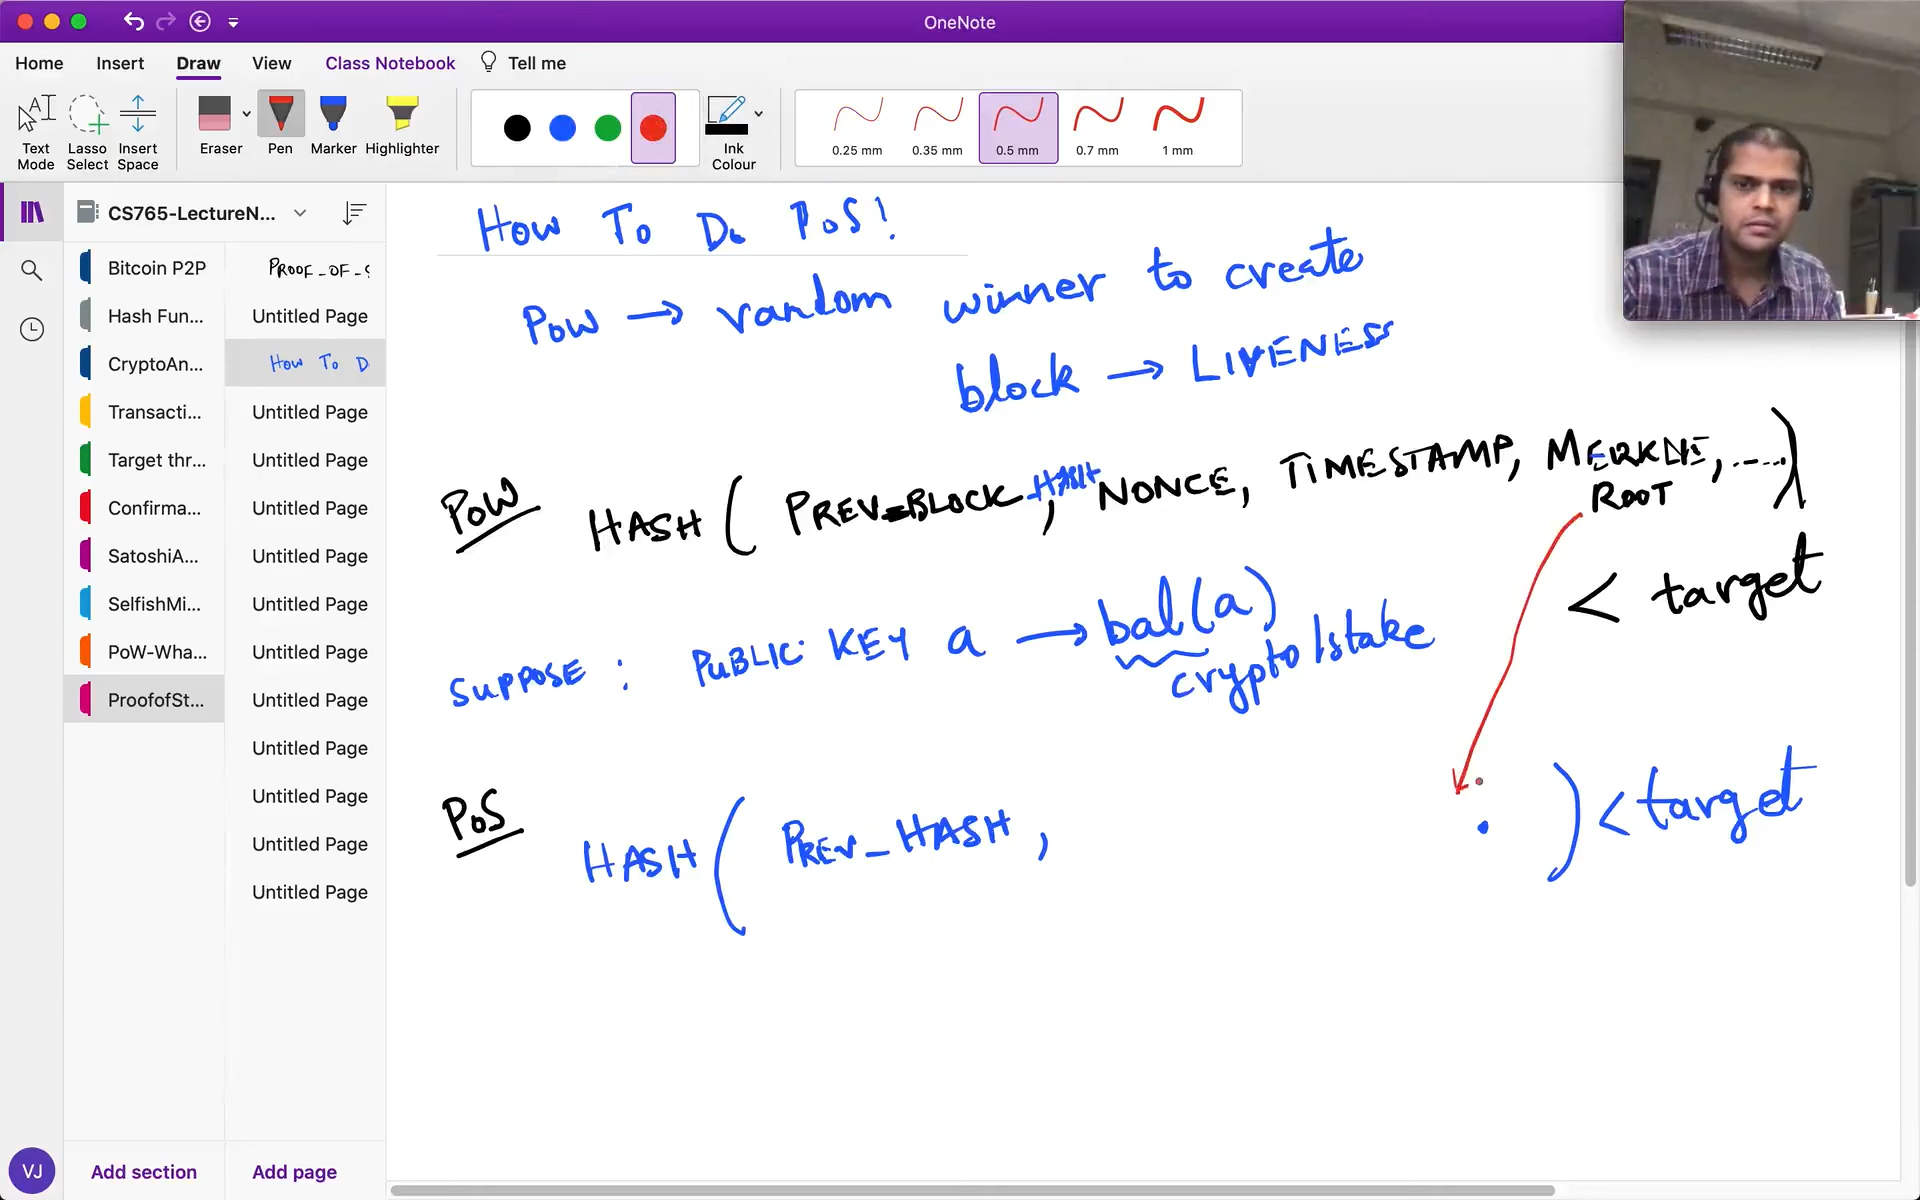 OneNote
Home Insert Draw View Class Notebook Tell me
Text Mode
Lasso Select
Insert Space
Eraser
Pen
Marker
Highlighter
Ink Colour
0.25 mm
0.35 mm
0.5 mm
0.7 mm
1 mm
CS765-LectureN...
Bitcoin P2P
Hash Fun...
CryptoAn...
Transacti...
Target thr...
Confirma...
SatoshiA...
SelfishMi...
PoW-Wha...
ProofofSt...
PROOF_OF_S
Untitled Page
How To D
Untitled Page
Untitled Page
Untitled Page
Untitled Page
Untitled Page
Untitled Page
Untitled Page
Untitled Page
Untitled Page
Untitled Page
Untitled Page
VJ
Add section
Add page
How To Do PoS!
PoW → random winner to create
block → LIVENESS
PoW HASH ( PREV_BLOCK HASH, NONCE, TIMESTAMP, MERKLE ROOT, ....)
< target
SUPPOSE : PUBLIC KEY a → bal(a)
crypto/stake
PoS HASH ( PREV_HASH , ) < target